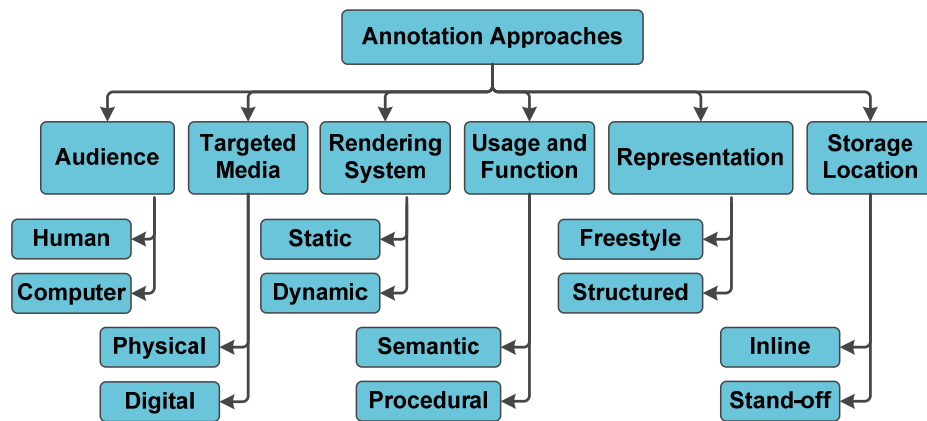 Annotation Approaches
Audience
Targeted
Media
Rendering
System
Usage and
Function
Representation
Storage
Location
Human
Computer
Physical
Digital
Static
Dynamic
Semantic
Procedural
Freestyle
Structured
Inline
Stand-off